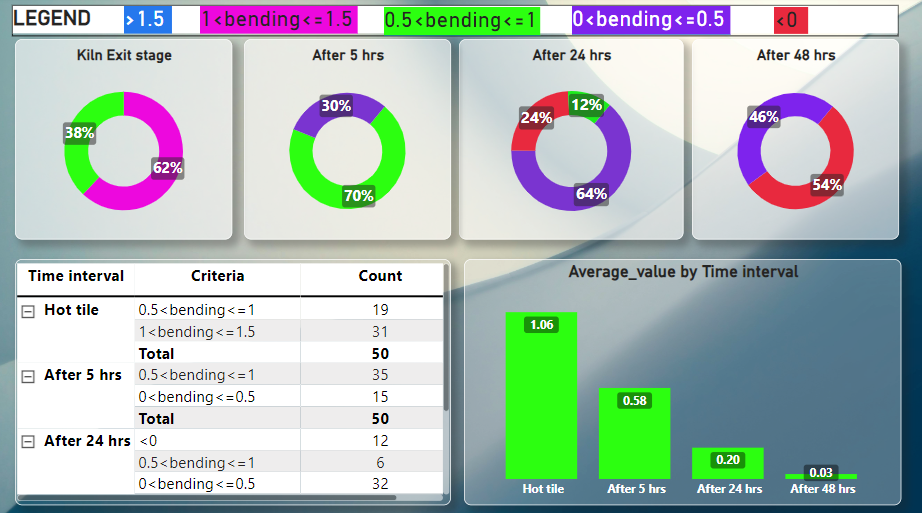 LEGEND >1.5 1<bending<=1.5 0.5<bending<=1 0<bending<=0.5 <0
Kiln Exit stage
38%
62%
After 5 hrs
30%
70%
After 24 hrs
24%
12%
64%
After 48 hrs
46%
54%
Time interval Criteria Count
Hot tile 0.5<bending<=1 19
1<bending<=1.5 31
Total 50
After 5 hrs 0.5<bending<=1 35
0<bending<=0.5 15
Total 50
After 24 hrs <0 12
0.5<bending<=1 6
0<bending<=0.5 32
Average_value by Time interval
1.06
0.58
0.20
0.03
Hot tile After 5 hrs After 24 hrs After 48 hrs